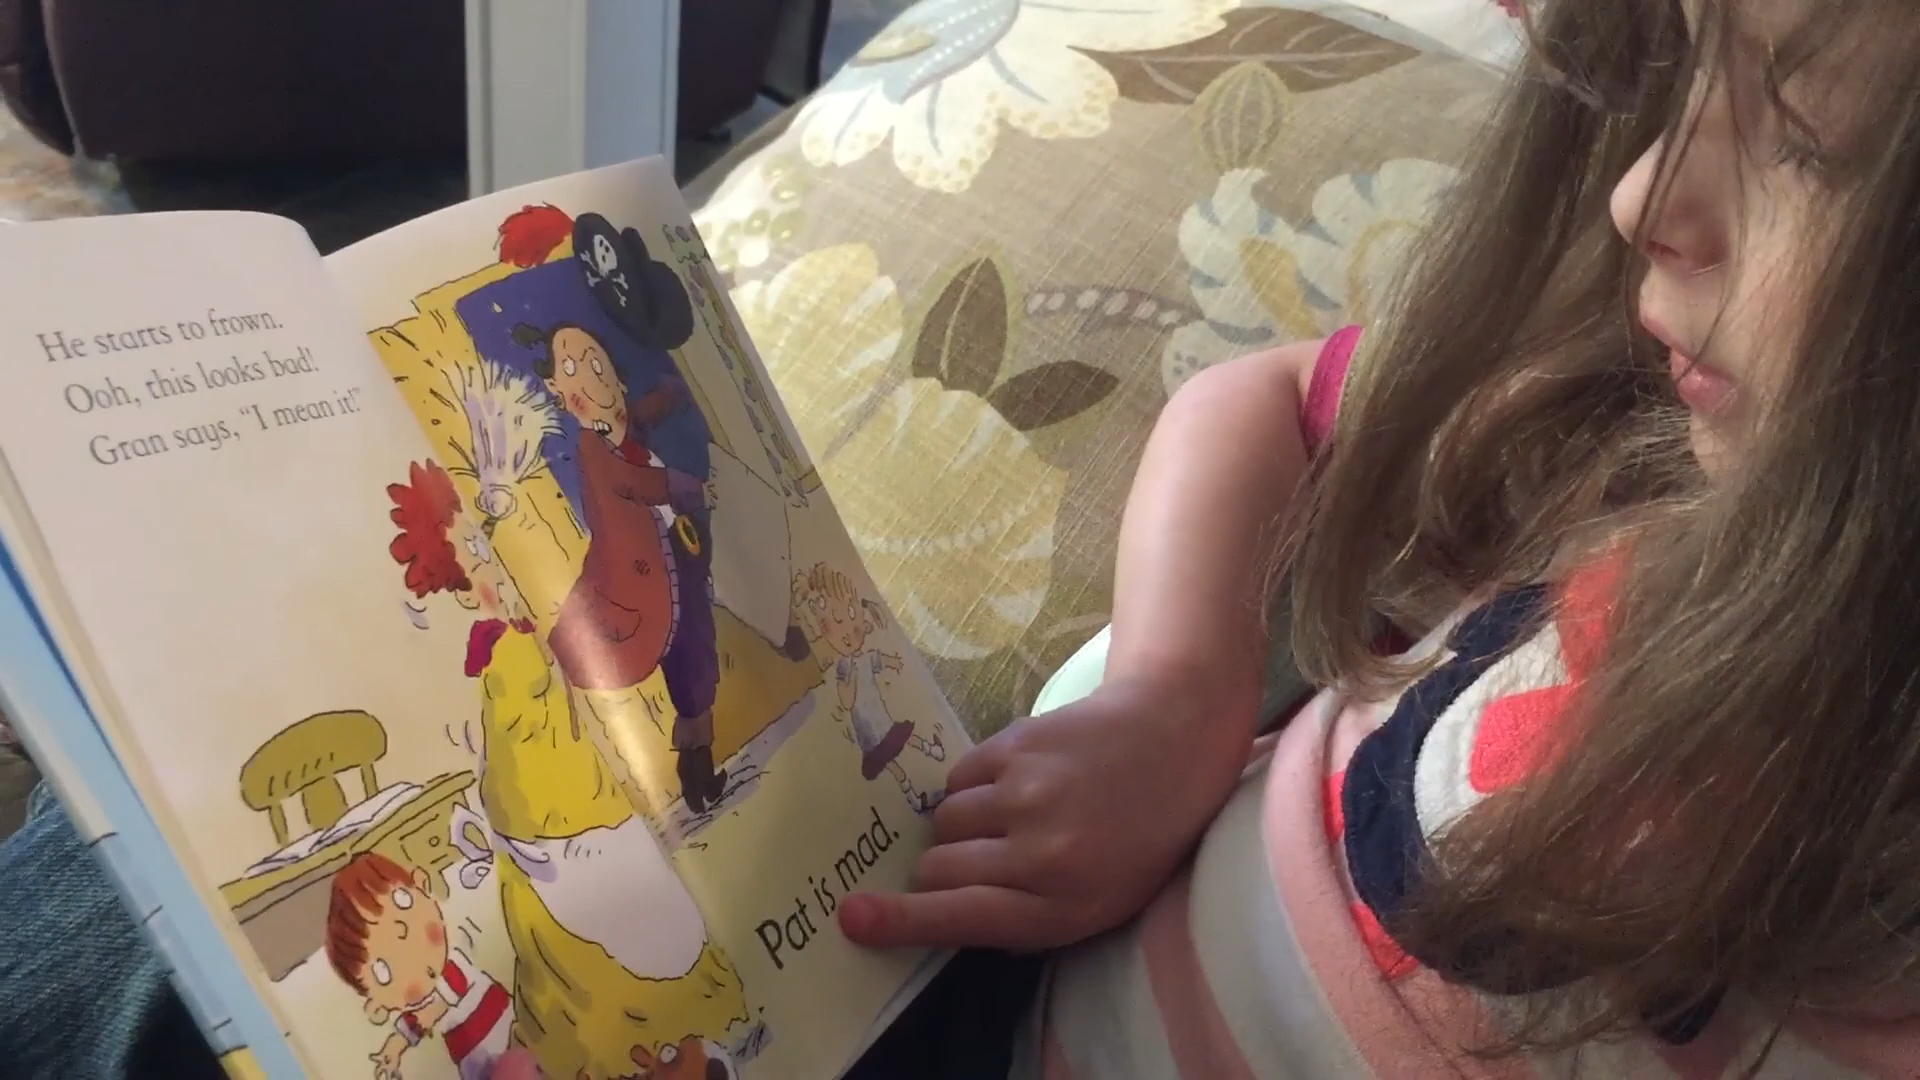 He starts to frown.
Ooh, this looks bad!
Gran says, “I mean it!”
Pat is mad.